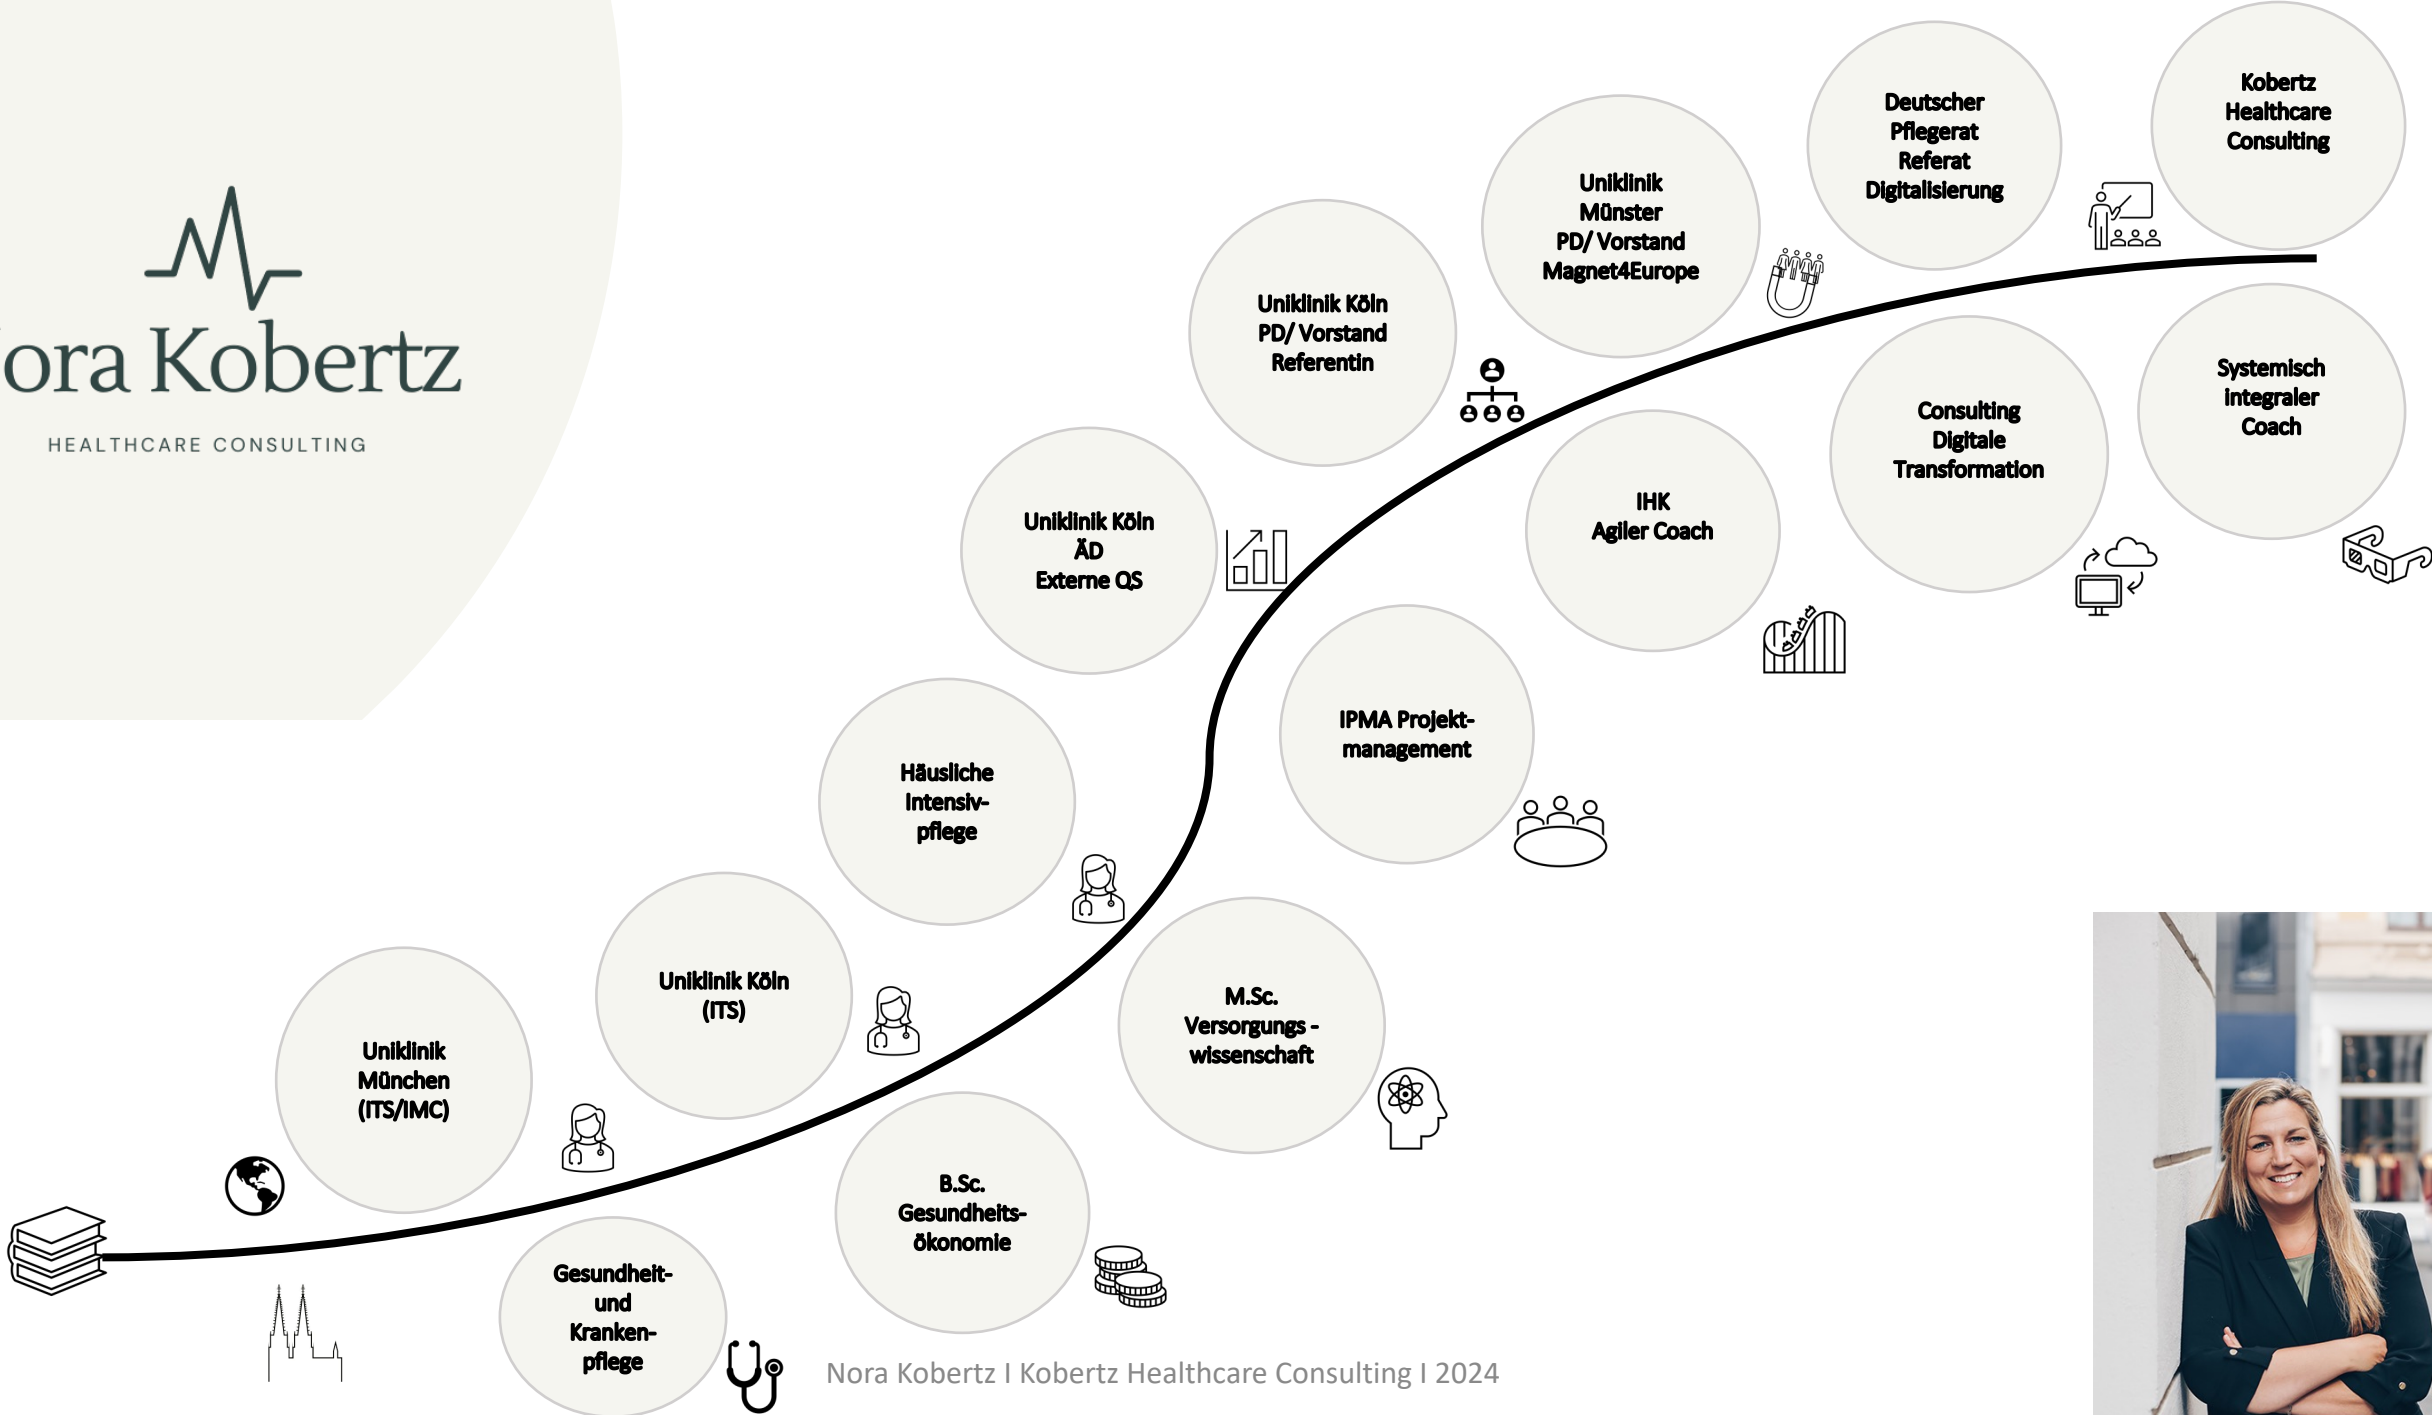 ora Kobertz
HEALTHCARE CONSULTING
Kobertz
Healthcare
Consulting
Deutscher
Pflegerat
Referat
Digitalisierung
Uniklinik
Münster
PD/ Vorstand
Magnet4Europe
Uniklinik Köln
PD/ Vorstand
Referentin
Systemisch
integraler
Coach
Consulting
Digitale
Transformation
IHK
Agiler Coach
Uniklinik Köln
ÄD
Externe QS
IPMA Projekt-
management
Häusliche
Intensiv-
pflege
Uniklinik Köln
(ITS)
M.Sc.
Versorgungs -
wissenschaft
Uniklinik
München
(ITS/IMC)
B.Sc.
Gesundheits-
ökonomie
Gesundheit-
und
Kranken-
pflege
Nora Kobertz I Kobertz Healthcare Consulting I 2024